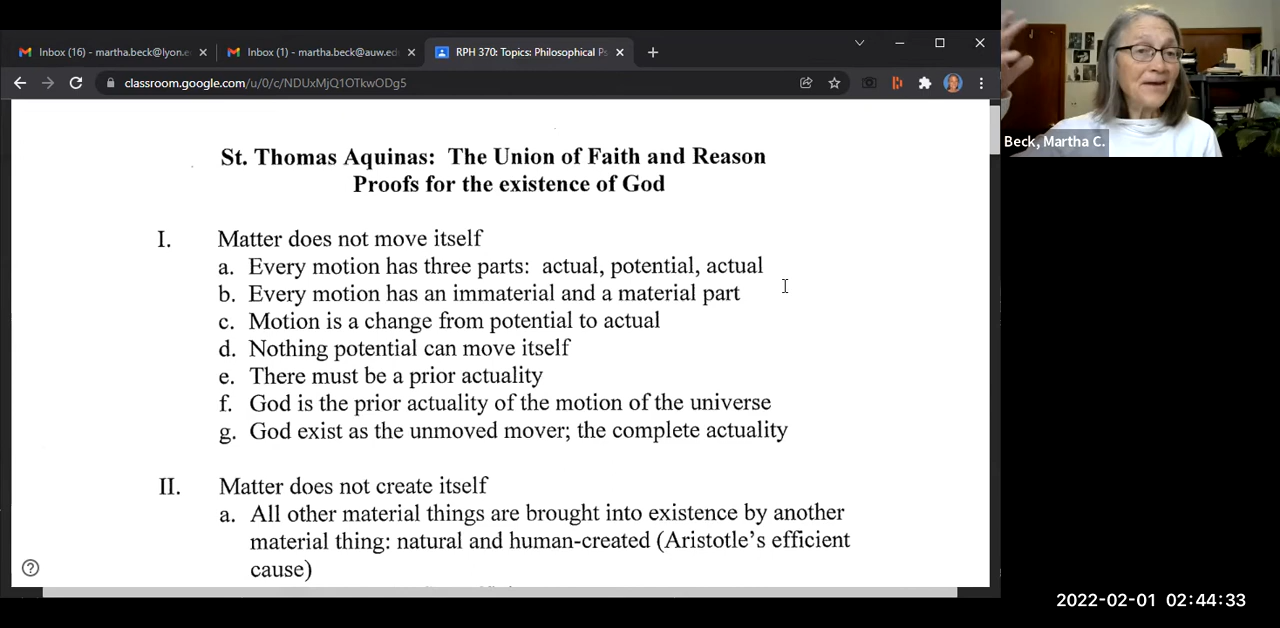 Inbox (16) - martha.beck@lyon.e
Inbox (1) - martha.beck@auw.ed
RPH 370: Topics: Philosophical Ps
classroom.google.com/u/0/c/NDUxMjQ1OTkwODg5
Beck, Martha C.
St. Thomas Aquinas: The Union of Faith and Reason
Proofs for the existence of God
I. Matter does not move itself
a. Every motion has three parts: actual, potential, actual
b. Every motion has an immaterial and a material part
c. Motion is a change from potential to actual
d. Nothing potential can move itself
e. There must be a prior actuality
f. God is the prior actuality of the motion of the universe
g. God exist as the unmoved mover; the complete actuality
II. Matter does not create itself
a. All other material things are brought into existence by another
material thing: natural and human-created (Aristotle’s efficient
cause)
2022-02-01 02:44:33